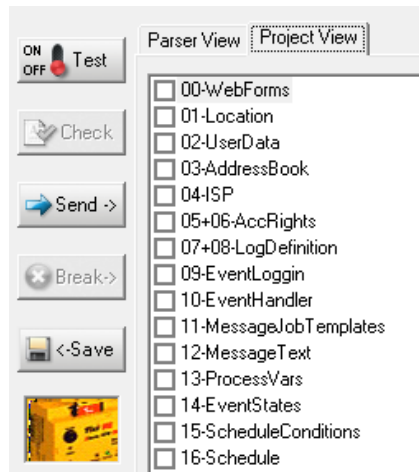 ON
OFF
Test
Check
Send ->
Break->
<-Save
Parser View
Project View
00-WebForms
01-Location
02-UserData
03-AddressBook
04-ISP
05+06-AccRights
07+08-LogDefinition
09-EventLoggin
10-EventHandler
11-MessageJobTemplates
12-MessageText
13-ProcessVars
14-EventStates
15-ScheduleConditions
16-Schedule